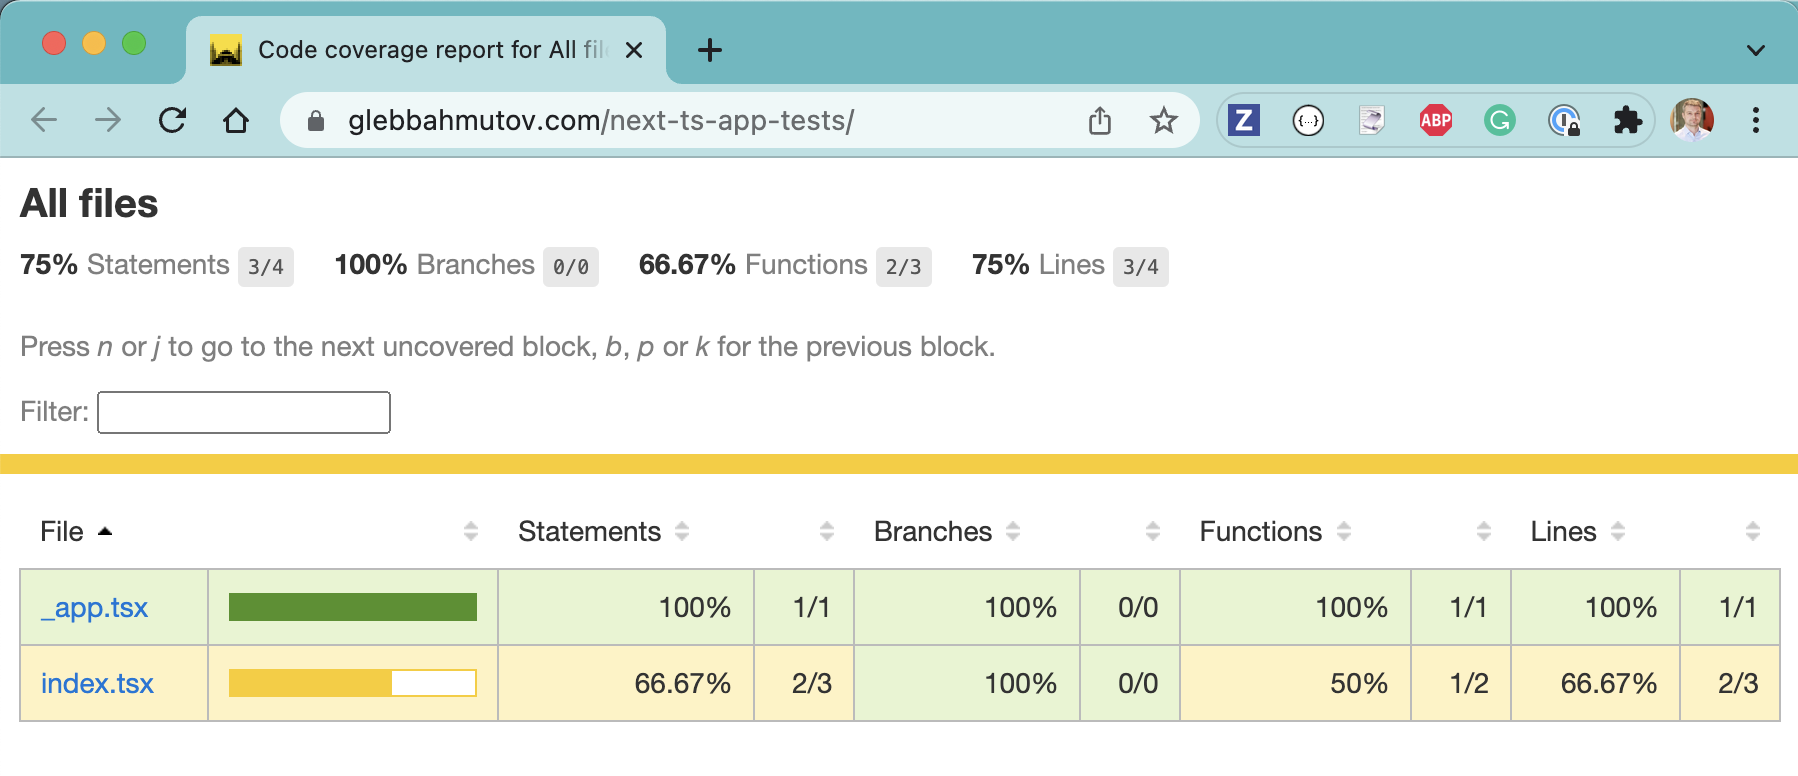 Code coverage report for All fil
glebbahmutov.com/next-ts-app-tests/
Z {...} ABP G
All files
75% Statements 3/4 100% Branches 0/0 66.67% Functions 2/3 75% Lines 3/4
Press n or j to go to the next uncovered block, b, p or k for the previous block.
Filter:
File Statements Branches Functions Lines
_app.tsx 100% 1/1 100% 0/0 100% 1/1 100% 1/1
index.tsx 66.67% 2/3 100% 0/0 50% 1/2 66.67% 2/3